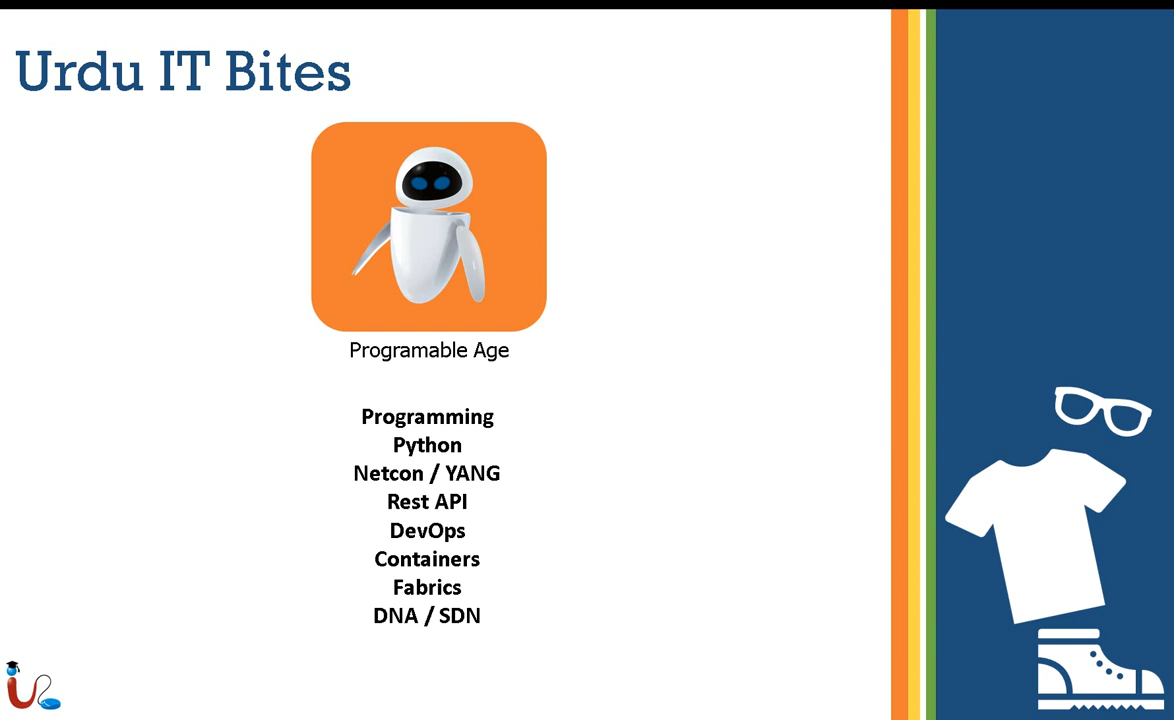 Urdu IT Bites
Programable Age
Programming
Python
Netcon / YANG
Rest API
DevOps
Containers
Fabrics
DNA / SDN